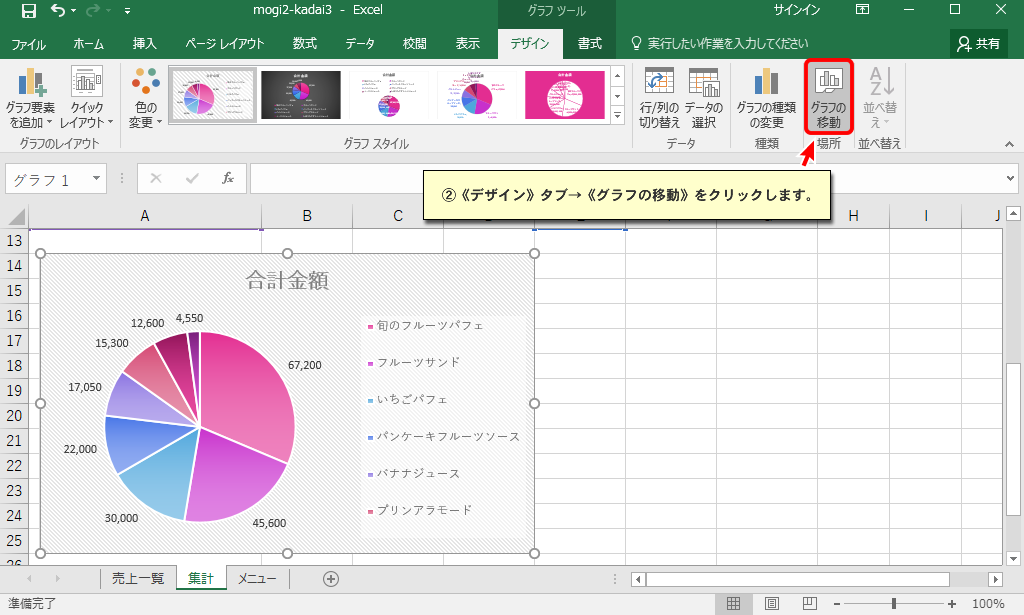 mogi2-kadai3 - Excel
グラフ ツール
サインイン
ファイル ホーム 挿入 ページ レイアウト 数式 データ 校閲 表示 デザイン 書式 実行したい作業を入力してください 共有
グラフ要素を追加
クイックレイアウト
グラフのレイアウト
色の変更
グラフ スタイル
行/列の切り替え
データの選択
データ
グラフの種類の変更
種類
グラフの移動
場所
並べ替え
並べ替え
グラフ 1
fx
②《デザイン》タブ→《グラフの移動》をクリックします。
A B C H I J
13
14
15
16
17
18
19
20
21
22
23
24
25
26
合計金額
4,550
12,600
15,300
17,050
22,000
30,000
45,600
67,200
旬のフルーツパフェ
フルーツサンド
いちごパフェ
パンケーキフルーツソース
バナナジュース
プリンアラモード
売上一覧 集計 メニュー
準備完了
100%